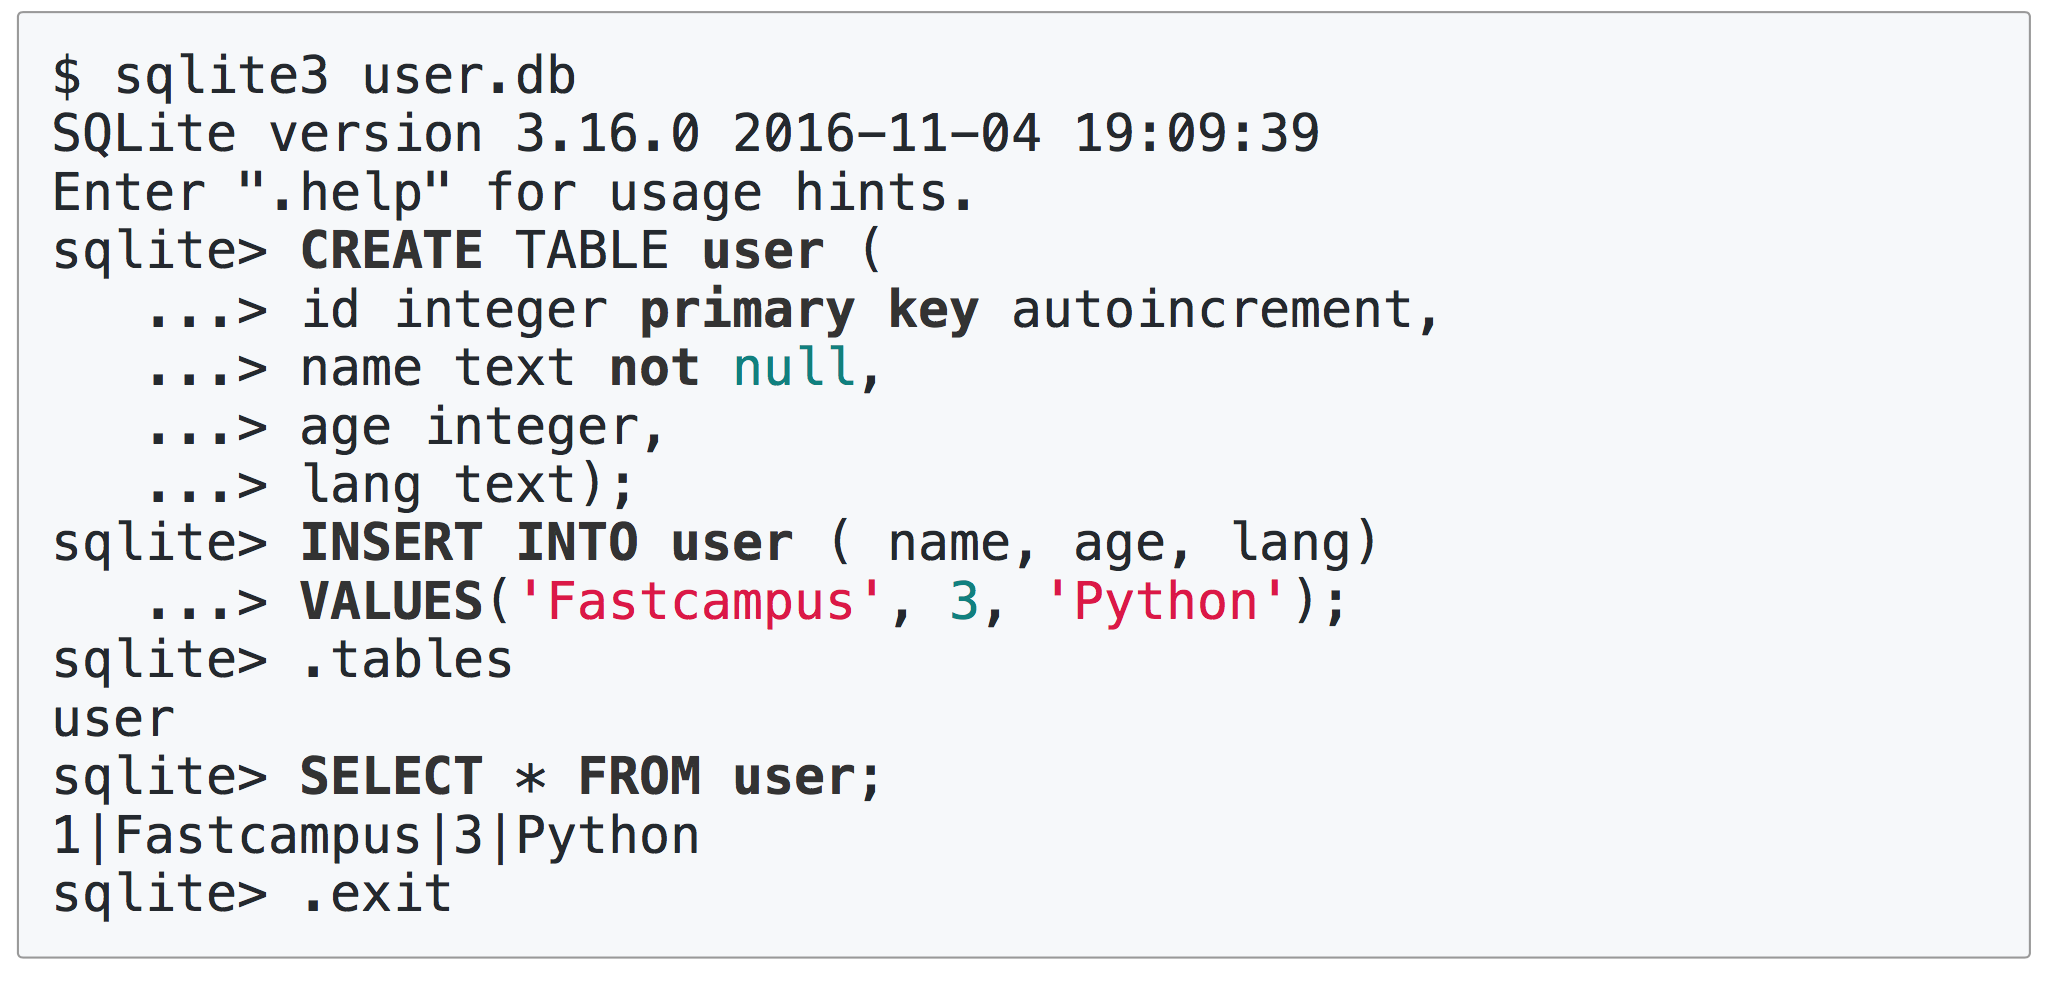 $ sqlite3 user.db
SQLite version 3.16.0 2016-11-04 19:09:39
Enter ".help" for usage hints.
sqlite> CREATE TABLE user (
   ...> id integer primary key autoincrement,
   ...> name text not null,
   ...> age integer,
   ...> lang text);
sqlite> INSERT INTO user ( name, age, lang)
   ...> VALUES('Fastcampus', 3, 'Python');
sqlite> .tables
user
sqlite> SELECT * FROM user;
1|Fastcampus|3|Python
sqlite> .exit